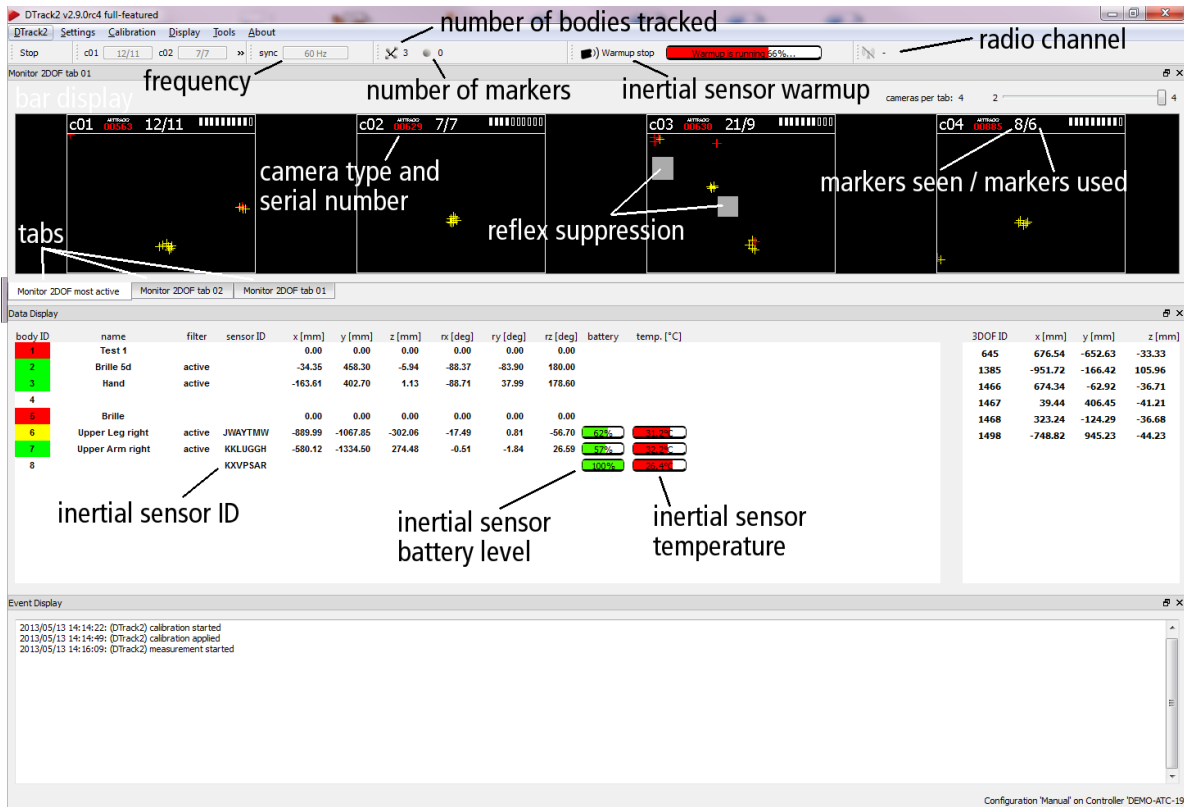 DTrack2 v2.9.0rc4 full-featured
number of bodies tracked
DTrack2 Settings Calibration Display Tools About
radio channel
Stop c01 12/11 c02 7/7 » sync 60 Hz 3 0 Warmup stop Warmup is running 66%... -
Monitor 2DOF tab 01
frequency
number of markers
inertial sensor warmup
bar display
cameras per tab: 4 2 4
c01 ARTTRACK 00563 12/11
c02 ARTTRACK 00629 7/7
c03 ARTTRACK 00630 21/9
c04 ARTTRACK 00885 8/6
camera type and
serial number
markers seen / markers used
reflex suppression
tabs
Monitor 2DOF most active Monitor 2DOF tab 02 Monitor 2DOF tab 01
Data Display
body ID name filter sensor ID x [mm] y [mm] z [mm] rx [deg] ry [deg] rz [deg] battery temp. [°C]
1 Test 1 0.00 0.00 0.00 0.00 0.00 0.00
2 Brille 5d active -34.35 458.30 -5.94 -88.37 -83.90 180.00
3 Hand active -163.61 402.70 1.13 -88.71 37.99 178.60
4
5 Brille 0.00 0.00 0.00 0.00 0.00 0.00
6 Upper Leg right active JWAYTMW -889.99 -1067.85 -302.06 -17.49 0.81 -56.70 62% 31.2°C
7 Upper Arm right active KKLUGGH -580.12 -1334.50 274.48 -0.51 -1.84 26.59 57% 32.2°C
8 KXVPSAR 100% 26.4°C
3DOF ID x [mm] y [mm] z [mm]
645 676.54 -652.63 -33.33
1385 -951.72 -166.42 105.96
1466 674.34 -62.92 -36.71
1467 39.44 406.45 -41.21
1468 323.24 -124.29 -36.68
1498 -748.82 945.23 -44.23
inertial sensor ID
inertial sensor
battery level
inertial sensor
temperature
Event Display
2013/05/13 14:14:22: (DTrack2) calibration started
2013/05/13 14:14:49: (DTrack2) calibration applied
2013/05/13 14:16:09: (DTrack2) measurement started
Configuration 'Manual' on Controller 'DEMO-ATC-19